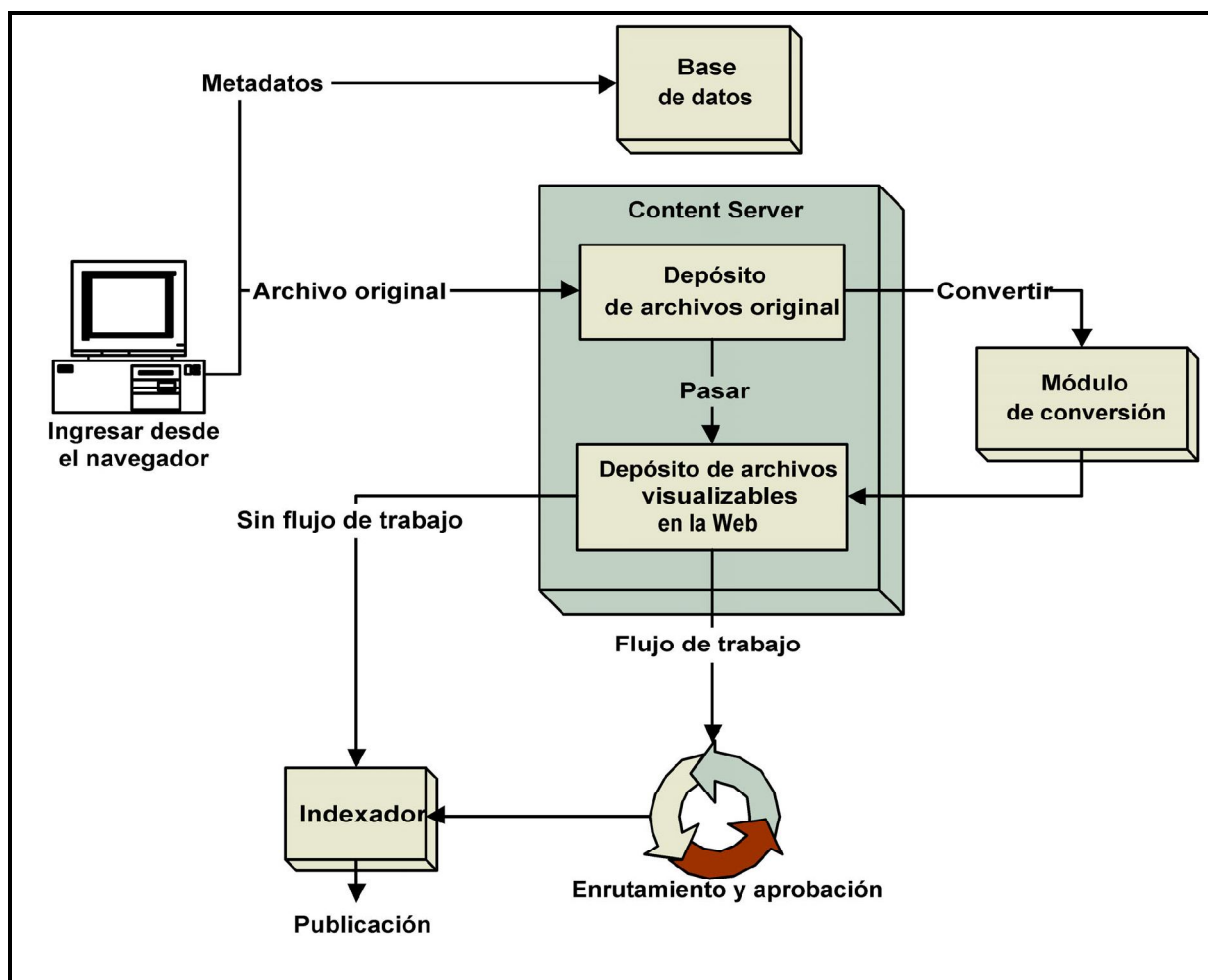 Base
de datos
Metadatos
Content Server
Depósito
de archivos original
Archivo original
Convertir
Módulo
de conversión
Pasar
Ingresar desde
el navegador
Depósito de archivos
visualizables
en la Web
Sin flujo de trabajo
Flujo de trabajo
Indexador
Enrutamiento y aprobación
Publicación